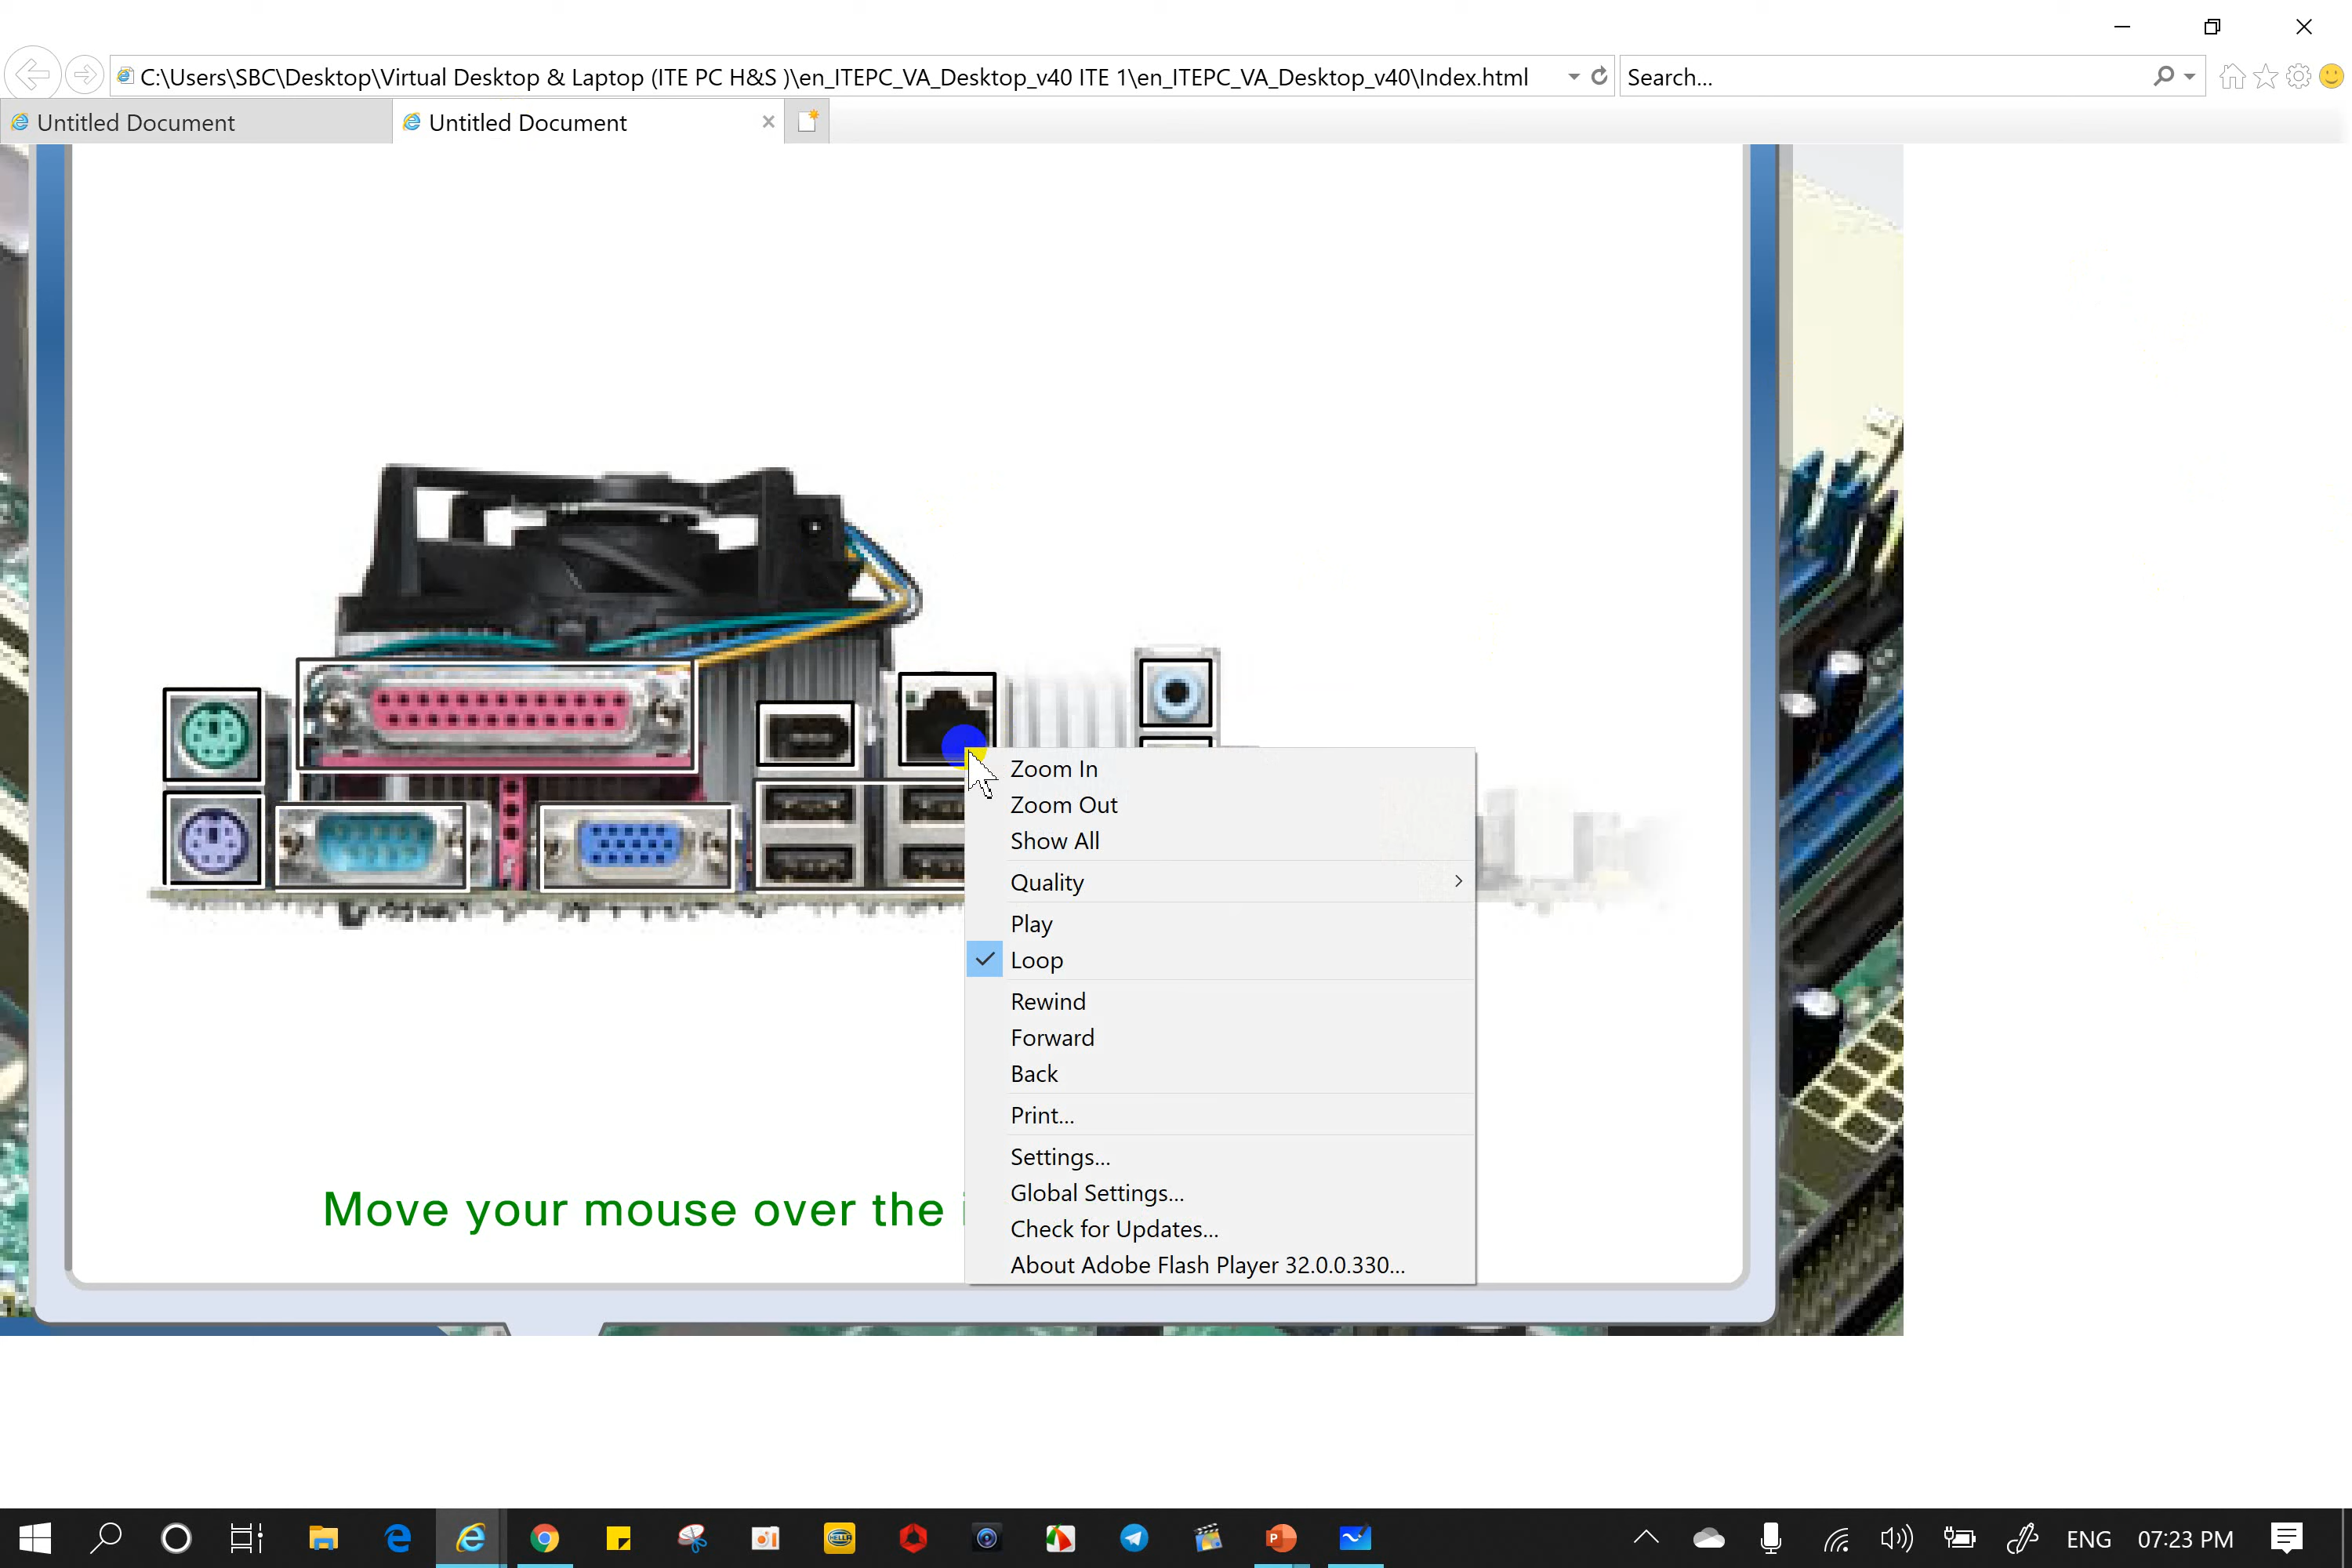 C:\Users\SBC\Desktop\Virtual Desktop & Laptop (ITE PC H&S )\en_ITEPC_VA_Desktop_v40 ITE 1\en_ITEPC_VA_Desktop_v40\Index.html
Search...
Untitled Document
Untitled Document
Zoom In
Zoom Out
Show All
Quality
Play
Loop
Rewind
Forward
Back
Print...
Settings...
Move your mouse over the
Global Settings...
Check for Updates...
About Adobe Flash Player 32.0.0.330...
HELLA
ENG
07:23 PM